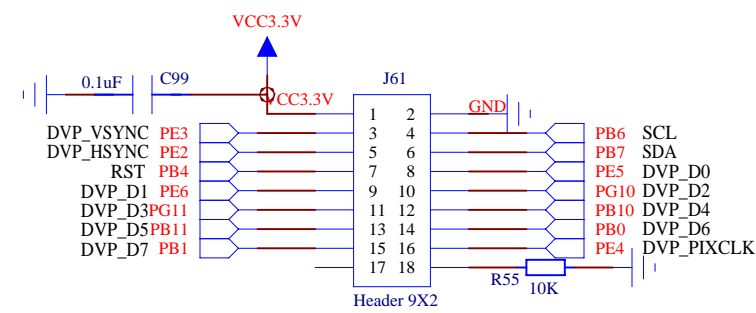 VCC3.3V
0.1uF C99 J61
VCC3.3V GND
1 2
DVP_VSYNC PE3 3 4 PB6 SCL
DVP_HSYNC PE2 5 6 PB7 SDA
RST PB4 7 8 PE5 DVP_D0
DVP_D1 PE6 9 10 PG10 DVP_D2
DVP_D3 PG11 11 12 PB10 DVP_D4
DVP_D5 PB11 13 14 PB0 DVP_D6
DVP_D7 PB1 15 16 PE4 DVP_PIXCLK
17 18
R55 10K
Header 9X2